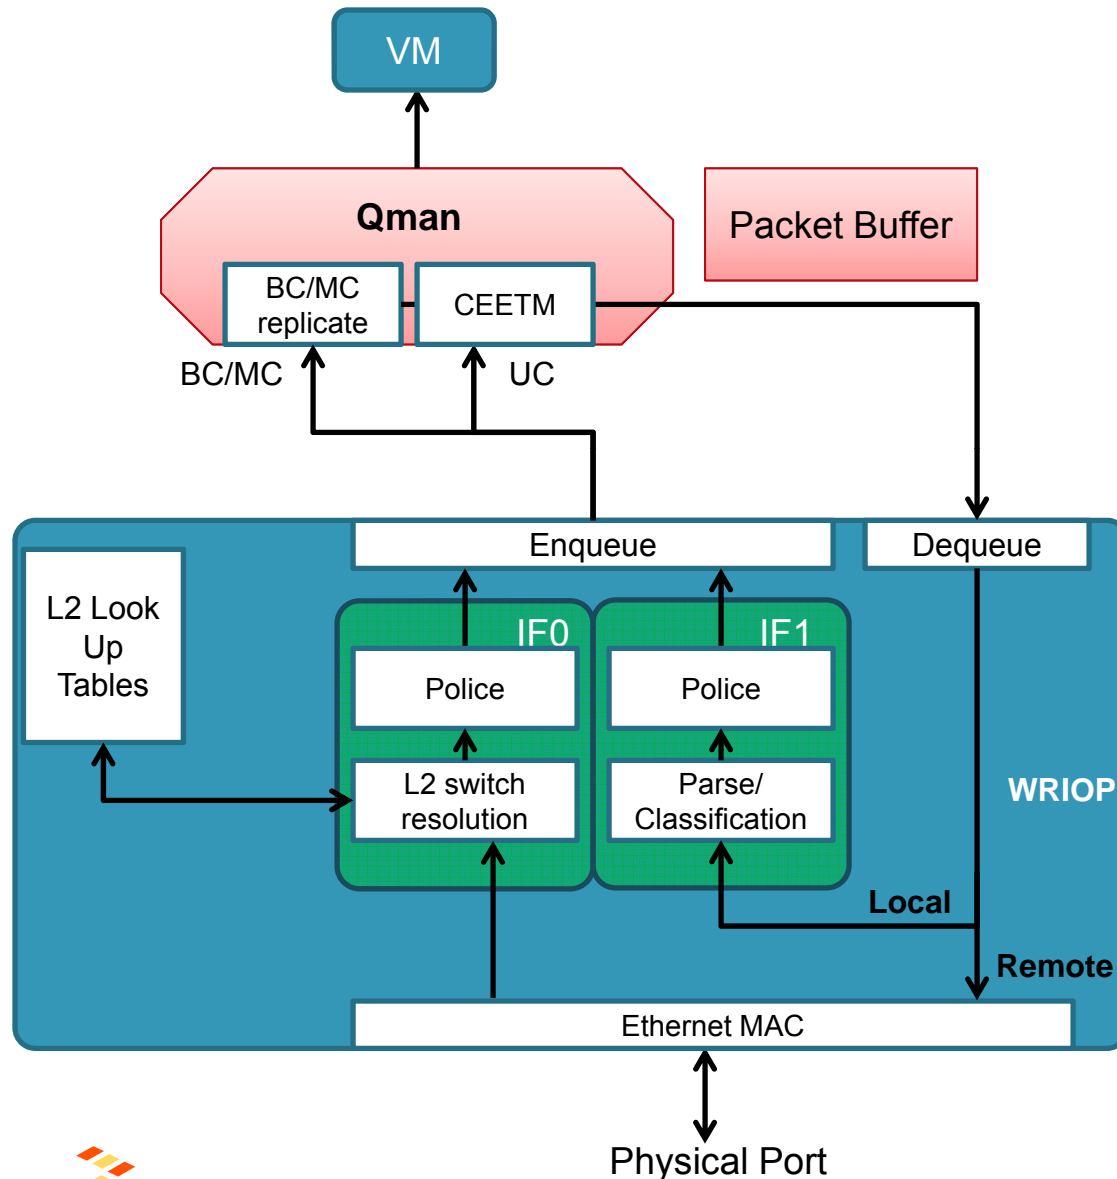 VM
Qman
Packet Buffer
BC/MC
replicate
CEETM
BC/MC
UC
Enqueue
Dequeue
L2 Look
Up
Tables
IF0
IF1
Police
Police
L2 switch
resolution
Parse/
Classification
WRIOP
Local
Remote
Ethernet MAC
Physical Port